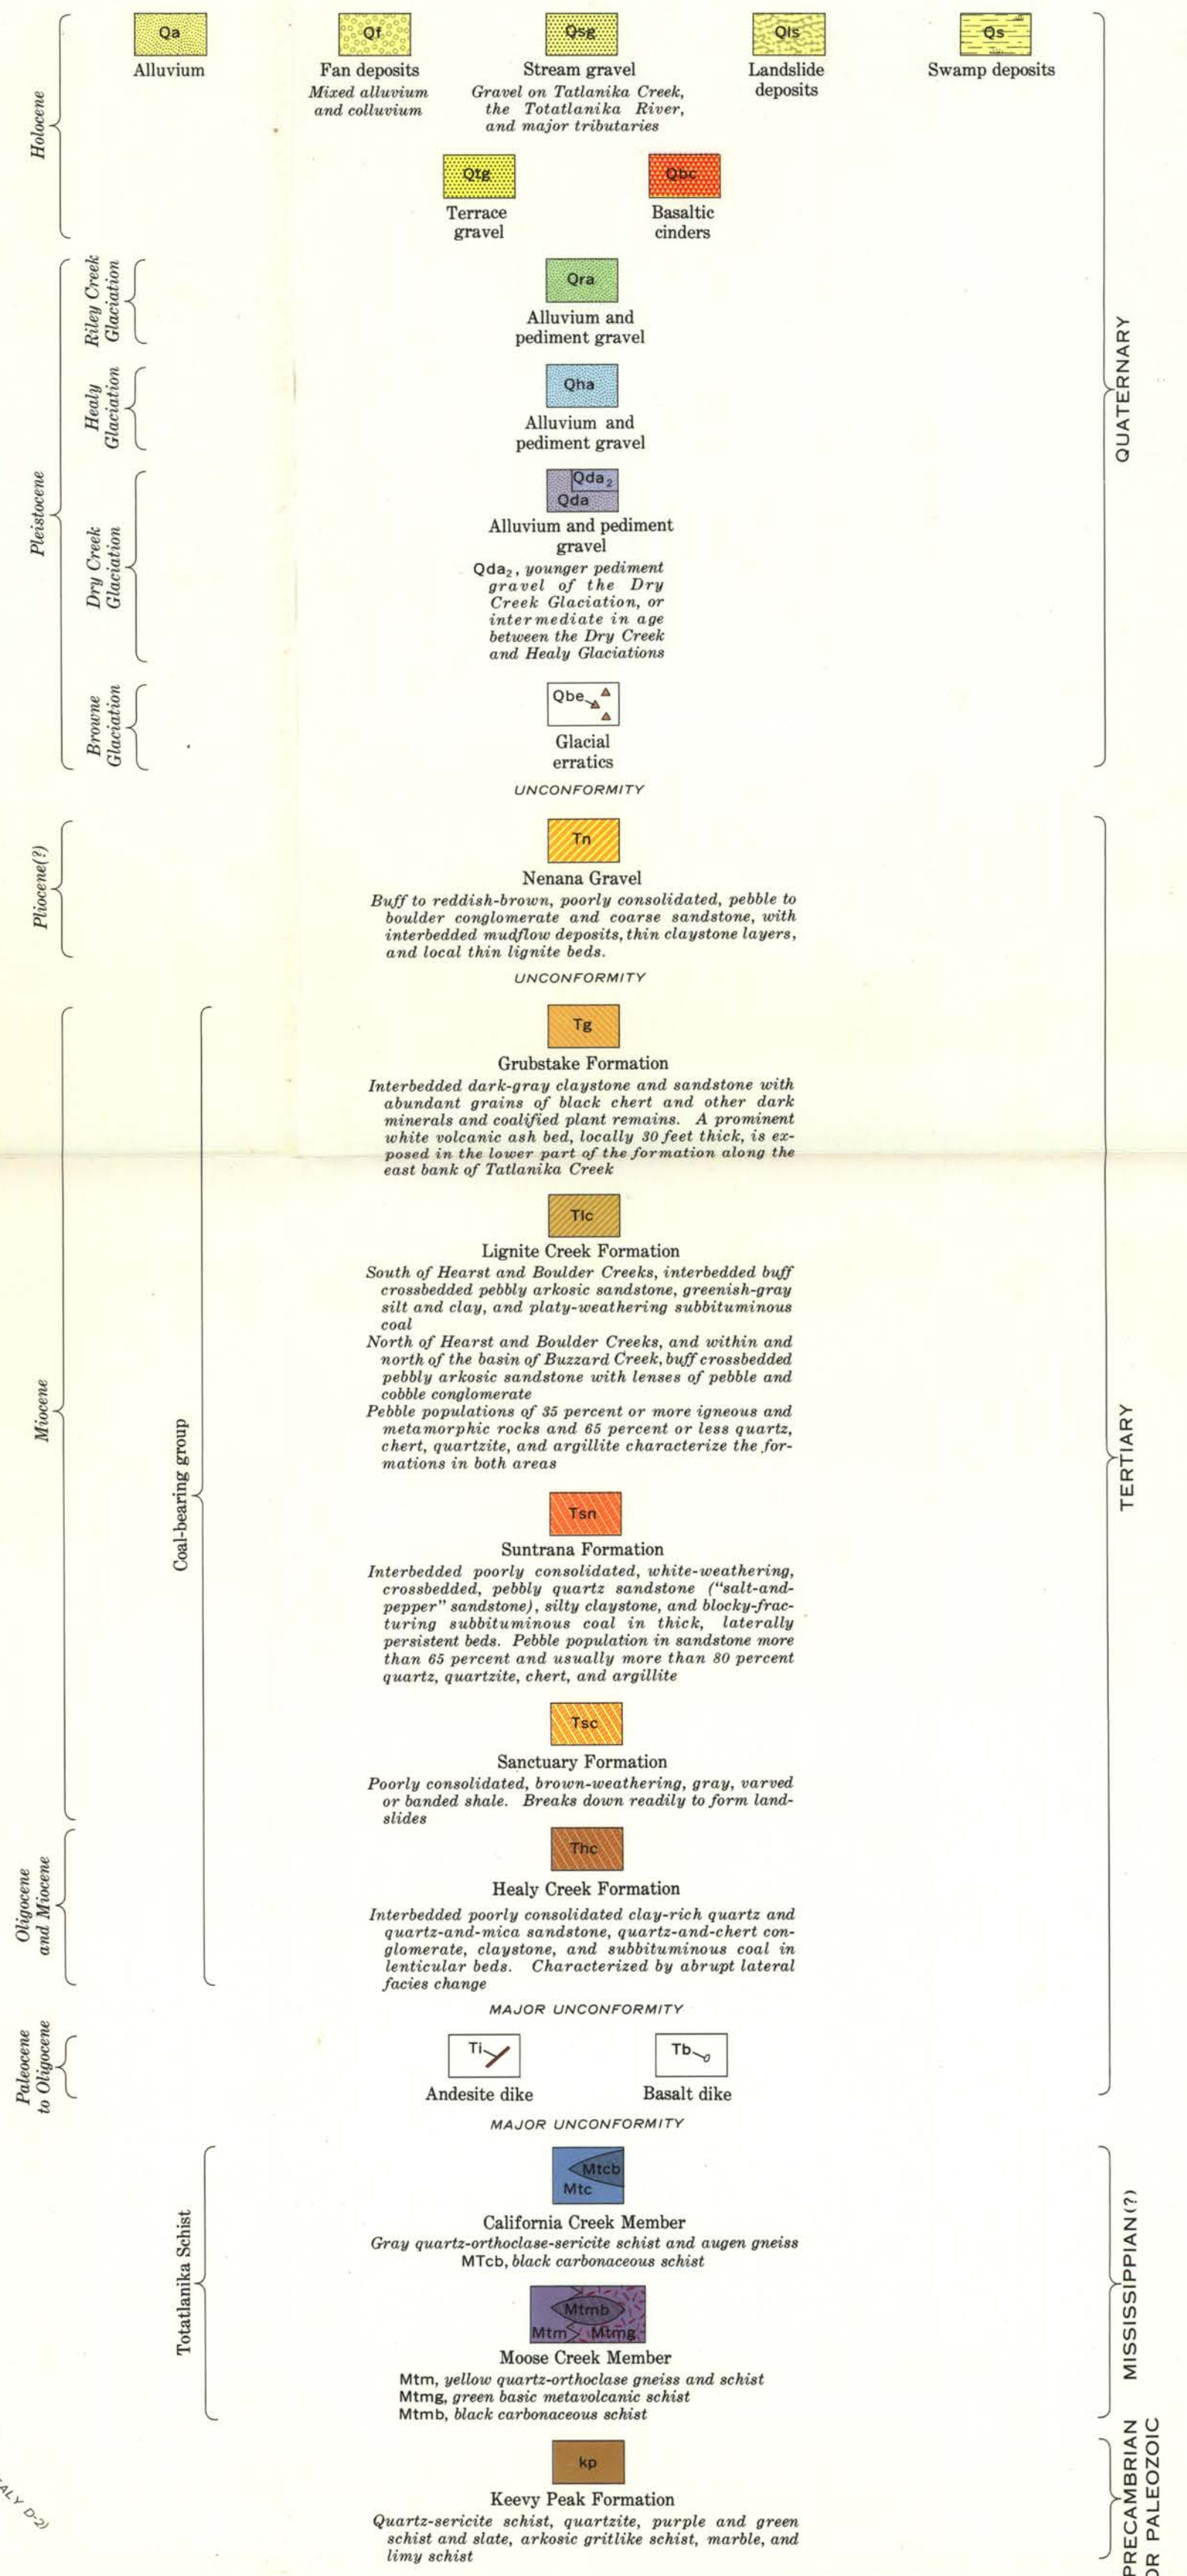 Qa
Qf
Qsg
Qls
Qs
Alluvium
Fan deposits
Mixed alluvium
and colluvium
Stream gravel
Gravel on Tatlanika Creek,
the Totatlanika River,
and major tributaries
Landslide
deposits
Swamp deposits
Holocene
Qtg
Terrace
gravel
Qbc
Basaltic
cinders
Riley Creek
Glaciation
Qra
Alluvium and
pediment gravel
Healy
Glaciation
Qha
Alluvium and
pediment gravel
QUATERNARY
Pleistocene
Dry Creek
Glaciation
Qda₂
Qda
Alluvium and pediment
gravel
Qda₂, younger pediment
gravel of the Dry
Creek Glaciation, or
intermediate in age
between the Dry Creek
and Healy Glaciations
Browne
Glaciation
Qbe
Glacial
erratics
UNCONFORMITY
Pliocene(?)
Tn
Nenana Gravel
Buff to reddish-brown, poorly consolidated, pebble to
boulder conglomerate and coarse sandstone, with
interbedded mudflow deposits, thin claystone layers,
and local thin lignite beds.
UNCONFORMITY
Tg
Grubstake Formation
Interbedded dark-gray claystone and sandstone with
abundant grains of black chert and other dark
minerals and coalified plant remains. A prominent
white volcanic ash bed, locally 30 feet thick, is ex-
posed in the lower part of the formation along the
east bank of Tatlanika Creek
Tlc
Lignite Creek Formation
South of Hearst and Boulder Creeks, interbedded buff
crossbedded pebbly arkosic sandstone, greenish-gray
silt and clay, and platy-weathering subbituminous
coal
North of Hearst and Boulder Creeks, and within and
north of the basin of Buzzard Creek, buff crossbedded
pebbly arkosic sandstone with lenses of pebble and
cobble conglomerate
Pebble populations of 35 percent or more igneous and
metamorphic rocks and 65 percent or less quartz,
chert, quartzite, and argillite characterize the for-
mations in both areas
Miocene
Coal-bearing group
TERTIARY
Tsn
Suntrana Formation
Interbedded poorly consolidated, white-weathering,
crossbedded, pebbly quartz sandstone ("salt-and-
pepper" sandstone), silty claystone, and blocky-frac-
turing subbituminous coal in thick, laterally
persistent beds. Pebble population in sandstone more
than 65 percent and usually more than 80 percent
quartz, quartzite, chert, and argillite
Tsc
Sanctuary Formation
Poorly consolidated, brown-weathering, gray, varved
or banded shale. Breaks down readily to form land-
slides
Oligocene
and Miocene
Thc
Healy Creek Formation
Interbedded poorly consolidated clay-rich quartz and
quartz-and-mica sandstone, quartz-and-chert con-
glomerate, claystone, and subbituminous coal in
lenticular beds. Characterized by abrupt lateral
facies change
MAJOR UNCONFORMITY
Paleocene
to Oligocene
Ti
Andesite dike
Tb
Basalt dike
MAJOR UNCONFORMITY
Totatlanika Schist
Mtcb
Mtc
California Creek Member
Gray quartz-orthoclase-sericite schist and augen gneiss
MTcb, black carbonaceous schist
Mtmb
Mtm
Mtmg
Moose Creek Member
Mtm, yellow quartz-orthoclase gneiss and schist
Mtmg, green basic metavolcanic schist
Mtmb, black carbonaceous schist
MISSISSIPPIAN(?)
kp
Keevy Peak Formation
Quartz-sericite schist, quartzite, purple and green
schist and slate, arkosic gritlike schist, marble, and
limy schist
PRECAMBRIAN
OR PALEOZOIC
D-2)